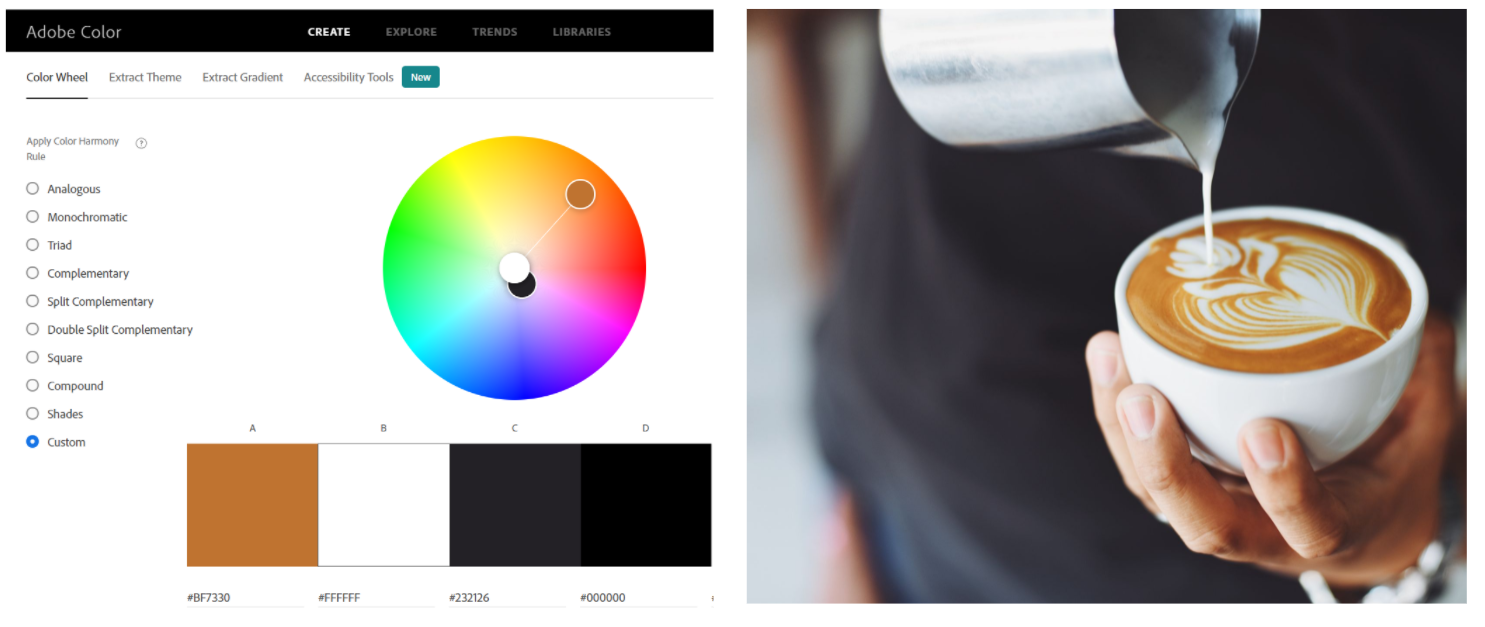 Adobe Color
CREATE EXPLORE TRENDS LIBRARIES
Color Wheel Extract Theme Extract Gradient Accessibility Tools New
Apply Color Harmony ?
Rule
Analogous
Monochromatic
Triad
Complementary
Split Complementary
Double Split Complementary
Square
Compound
Shades
Custom
A B C D
#BF7330 #FFFFFF #232126 #000000